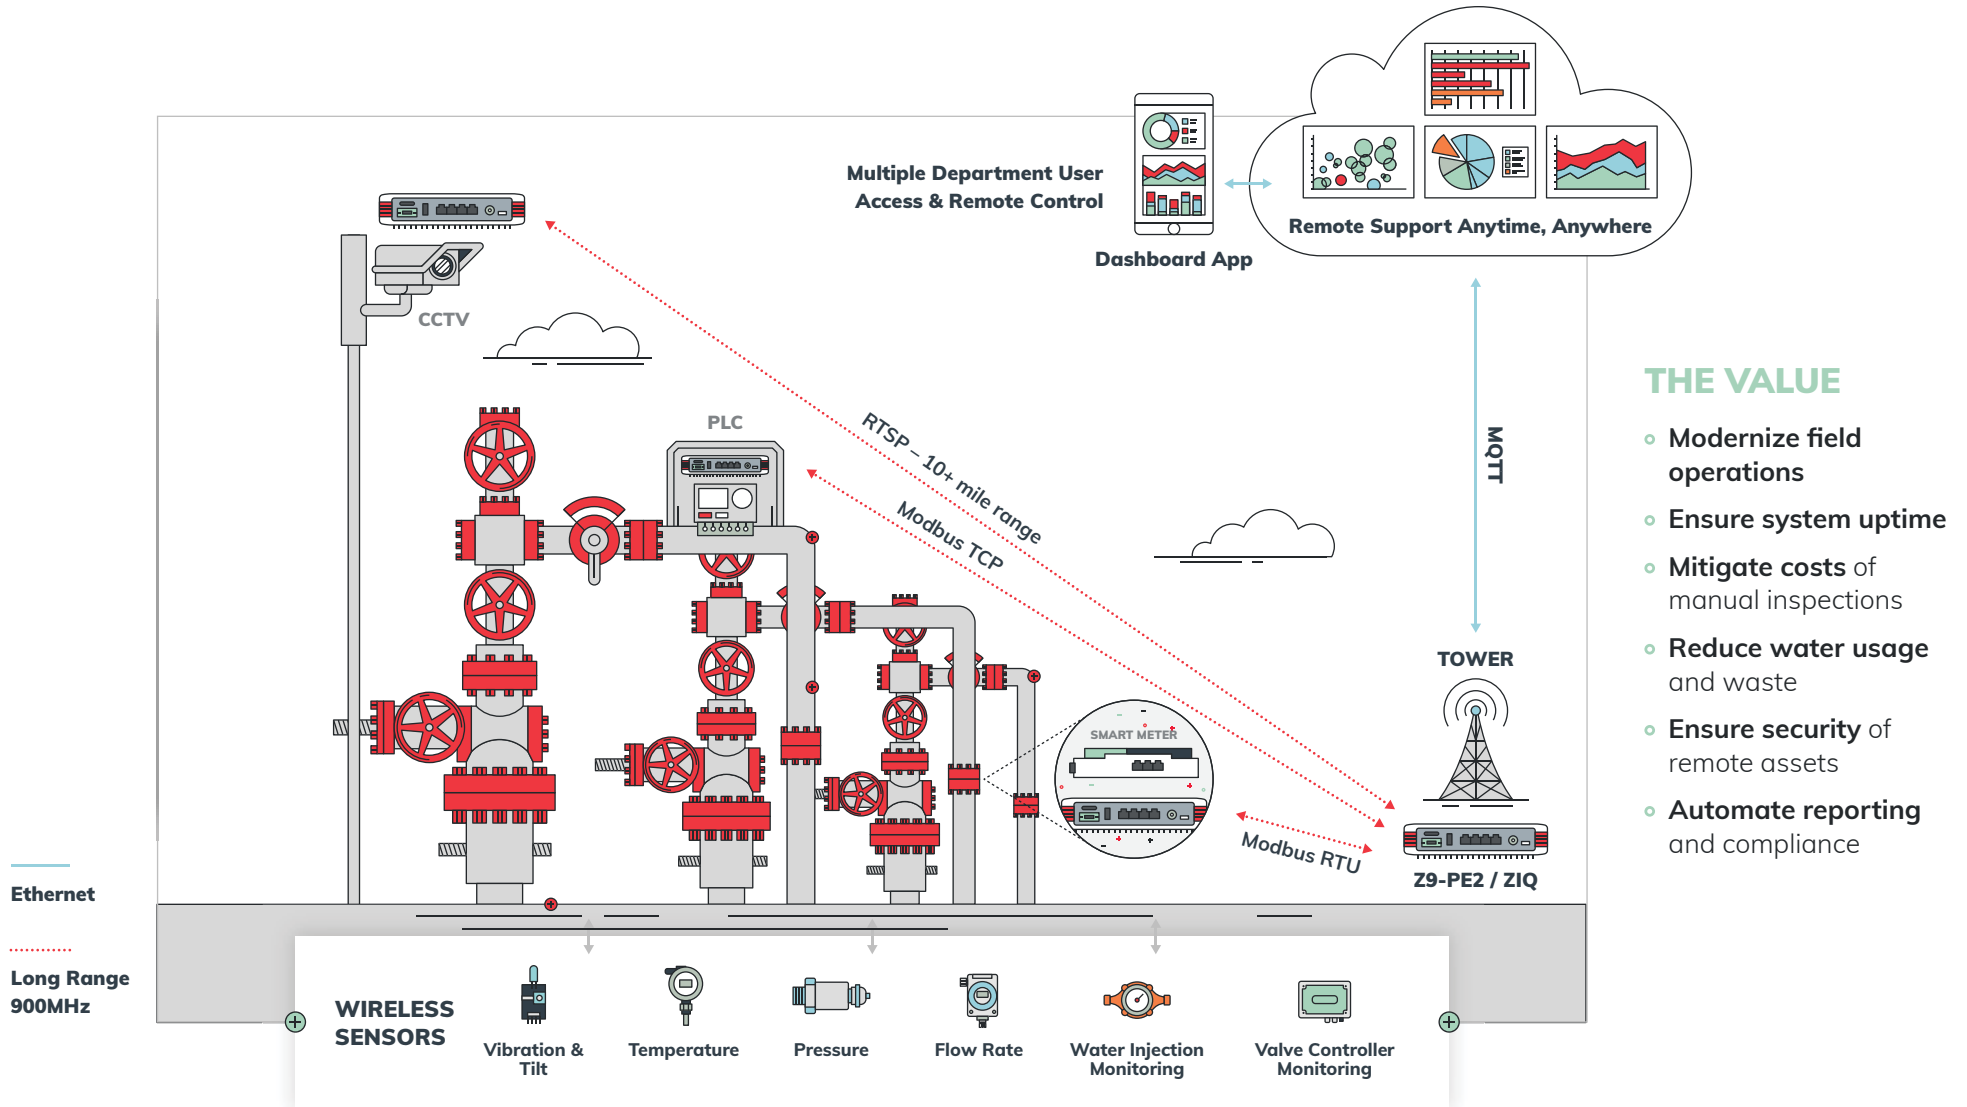 Multiple Department User
Access & Remote Control
Dashboard App
Remote Support Anytime, Anywhere
CCTV
PLC
RTSP – 10+ mile range
Modbus TCP
MQTT
TOWER
SMART METER
Modbus RTU
Z9-PE2 / ZIQ
THE VALUE
Modernize field
operations
Ensure system uptime
Mitigate costs of
manual inspections
Reduce water usage
and waste
Ensure security of
remote assets
Automate reporting
and compliance
Ethernet
Long Range
900MHz
WIRELESS
SENSORS
Vibration &
Tilt
Temperature
Pressure
Flow Rate
Water Injection
Monitoring
Valve Controller
Monitoring